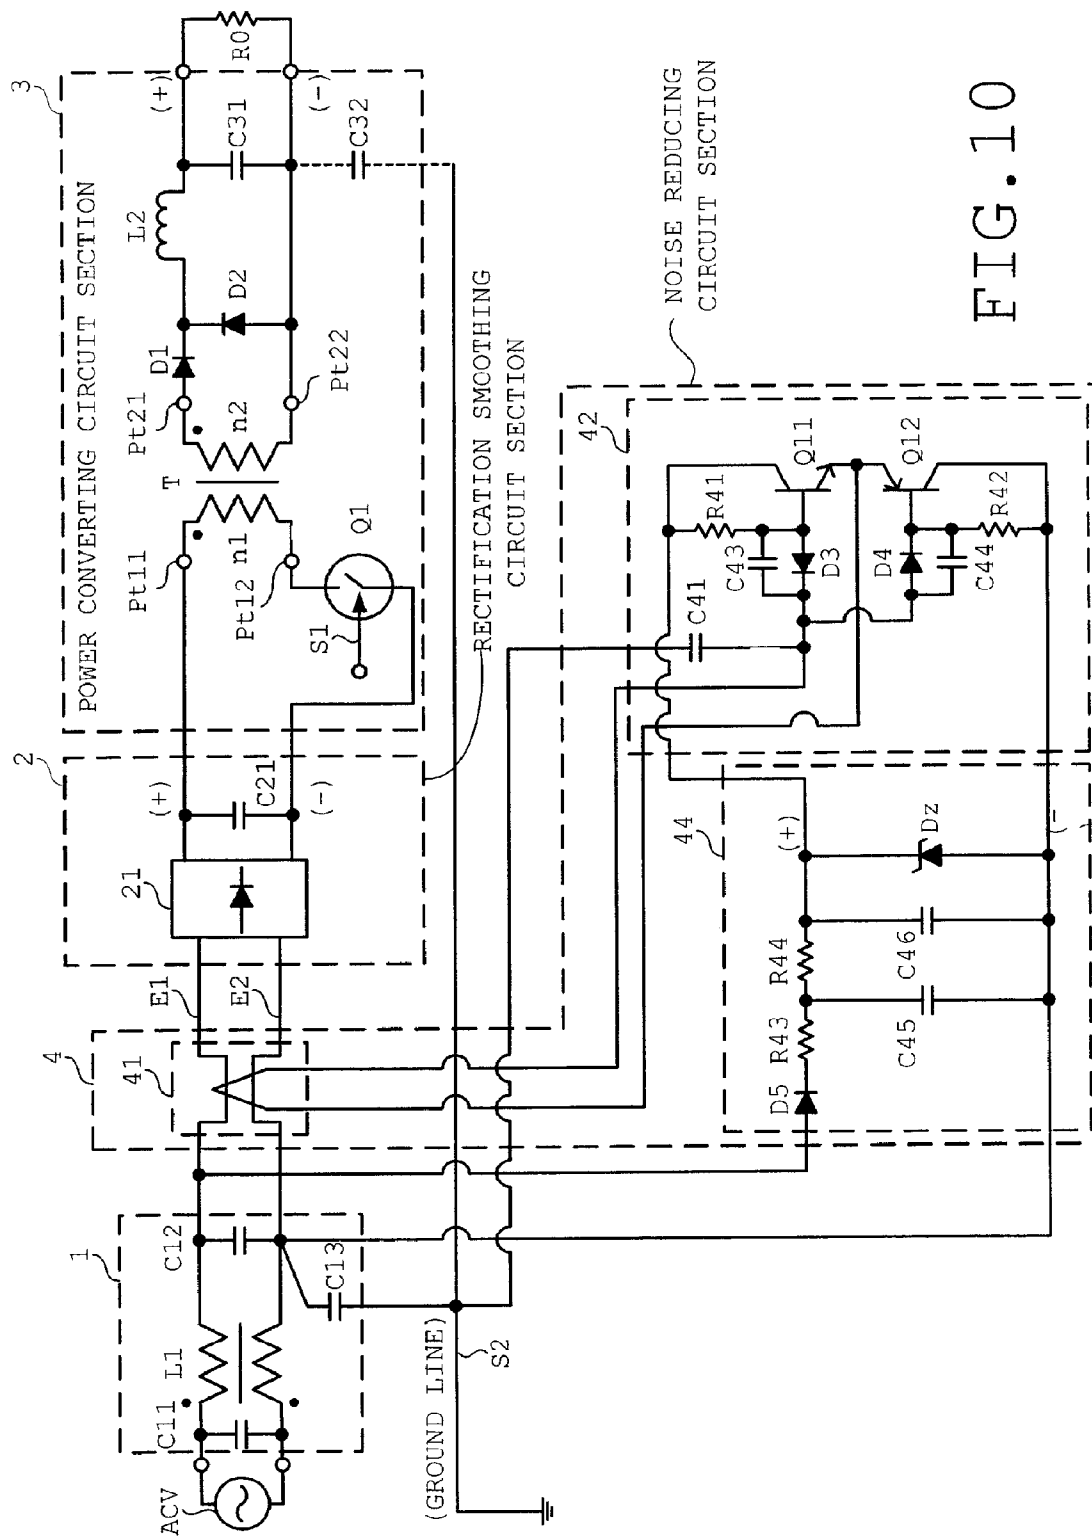 FIG.10
POWER CONVERTING CIRCUIT SECTION
3
(+)
(-)
R0
C31
C32
L2
D2
D1
Pt21
Pt22
n2
T
n1
Pt11
Pt12
Q1
S1
RECTIFICATION SMOOTHING
CIRCUIT SECTION
2
(+)
(-)
C21
21
E1
E2
4
41
1
C12
C13
L1
C11
ACV
(GROUND LINE)
S2
NOISE REDUCING
CIRCUIT SECTION
42
Q11
Q12
R41
R42
C43
C44
D3
D4
C41
44
(+)
(-
Dz
R44
C46
R43
C45
D5